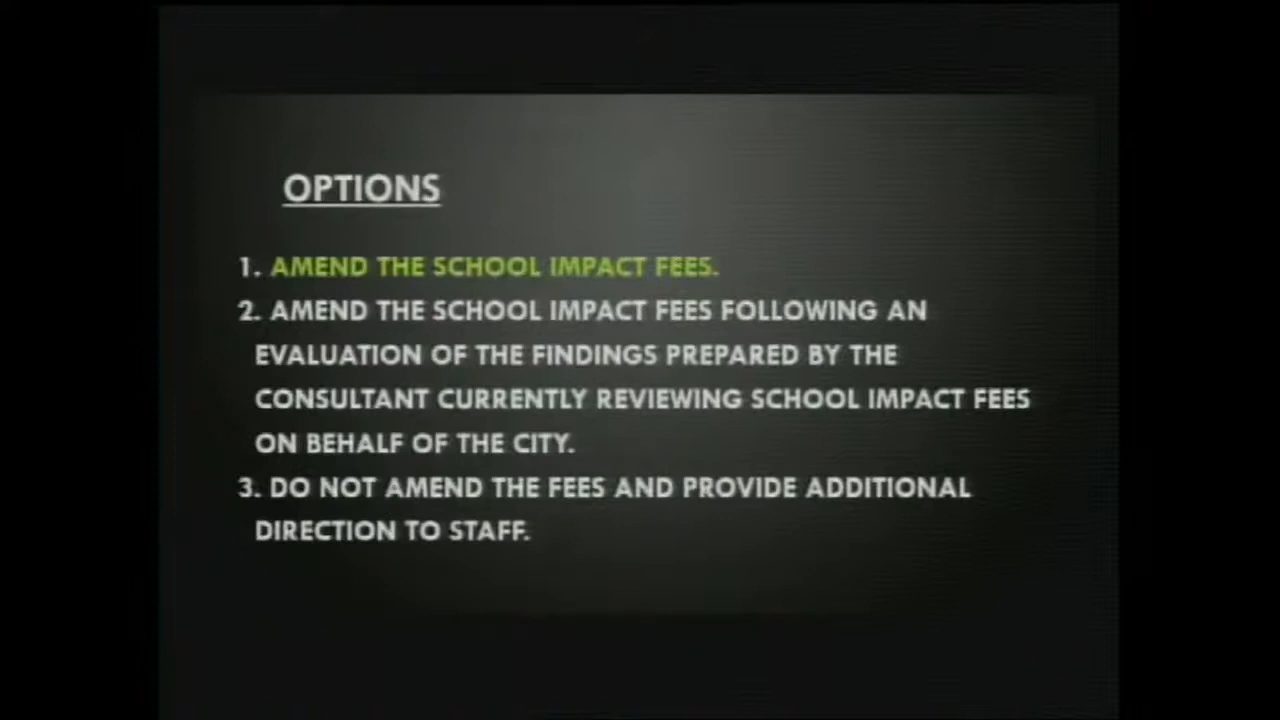 OPTIONS
1. AMEND THE SCHOOL IMPACT FEES.
2. AMEND THE SCHOOL IMPACT FEES FOLLOWING AN
EVALUATION OF THE FINDINGS PREPARED BY THE
CONSULTANT CURRENTLY REVIEWING SCHOOL IMPACT FEES
ON BEHALF OF THE CITY.
3. DO NOT AMEND THE FEES AND PROVIDE ADDITIONAL
DIRECTION TO STAFF.